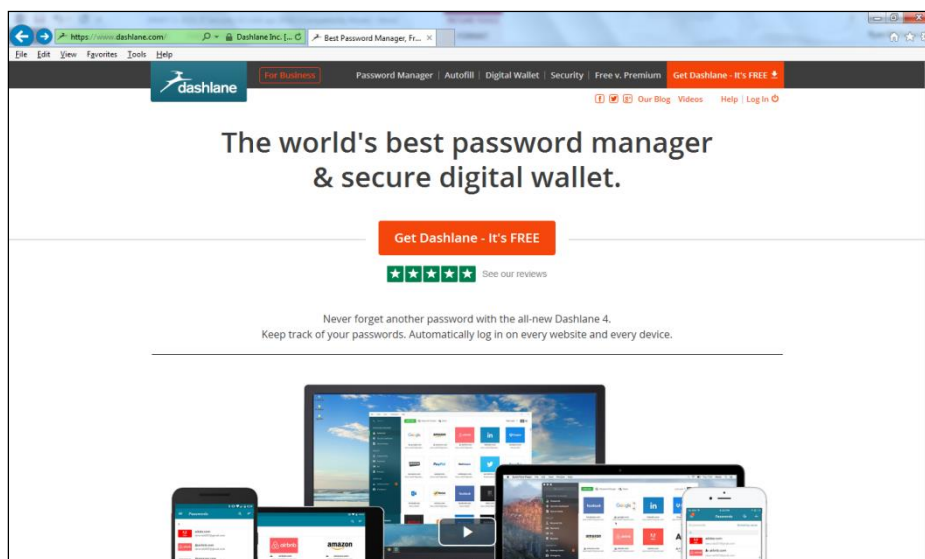 https://www.dashlane.com/
Dashlane Inc. [...
Best Password Manager, Fr...
File Edit View Favorites Tools Help
dashlane
For Business
Password Manager | Autofill | Digital Wallet | Security | Free v. Premium
Get Dashlane - It's FREE
Our Blog Videos Help | Log In
The world's best password manager
& secure digital wallet.
Get Dashlane - It's FREE
See our reviews
Never forget another password with the all-new Dashlane 4.
Keep track of your passwords. Automatically log in on every website and every device.
Google
amazon
in
PayPal
facebook
Google
in
amazon
Passwords
airbnb
amazon
Passwords